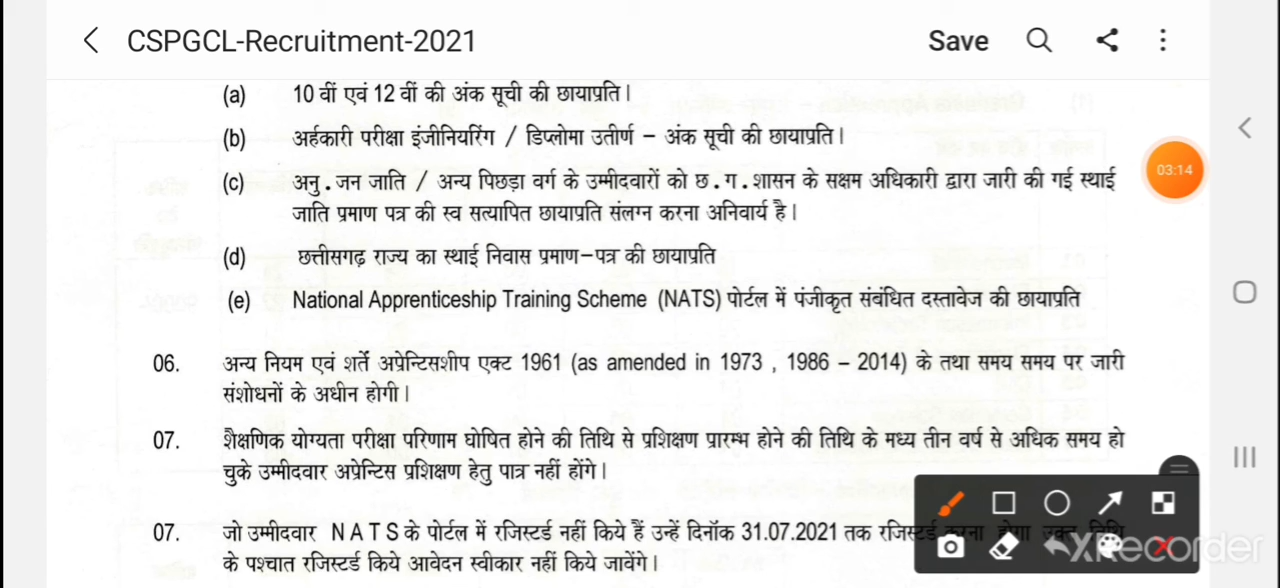 CSPGCL-Recruitment-2021
Save
(a) 10 वीं एवं 12 वीं की अंक सूची की छायाप्रति।
(b) अर्हकारी परीक्षा इंजीनियरिंग / डिप्लोमा उतीर्ण – अंक सूची की छायाप्रति।
(c) अनु.जन जाति / अन्य पिछड़ा वर्ग के उम्मीदवारों को छ.ग.शासन के सक्षम अधिकारी द्वारा जारी की गई स्थाई
जाति प्रमाण पत्र की स्व सत्यापित छायाप्रति संलग्न करना अनिवार्य है।
03:14
(d) छत्तीसगढ़ राज्य का स्थाई निवास प्रमाण–पत्र की छायाप्रति
(e) National Apprenticeship Training Scheme (NATS) पोर्टल में पंजीकृत संबंधित दस्तावेज की छायाप्रति
06. अन्य नियम एवं शर्ते अप्रेन्टिसशीप एक्ट 1961 (as amended in 1973 , 1986 – 2014) के तथा समय समय पर जारी
संशोधनों के अधीन होगी।
07. शैक्षणिक योग्यता परीक्षा परिणाम घोषित होने की तिथि से प्रशिक्षण प्रारम्भ होने की तिथि के मध्य तीन वर्ष से अधिक समय हो
चुके उम्मीदवार अप्रेन्टिस प्रशिक्षण हेतु पात्र नहीं होंगे।
07. जो उम्मीदवार NATS के पोर्टल में रजिस्टर्ड नहीं किये हैं उन्हें दिनॉक 31.07.2021 तक रजिस्टर्ड करना होगा उक्त तिथि
के पश्चात रजिस्टर्ड किये आवेदन स्वीकार नहीं किये जावेंगे।
XRecorder